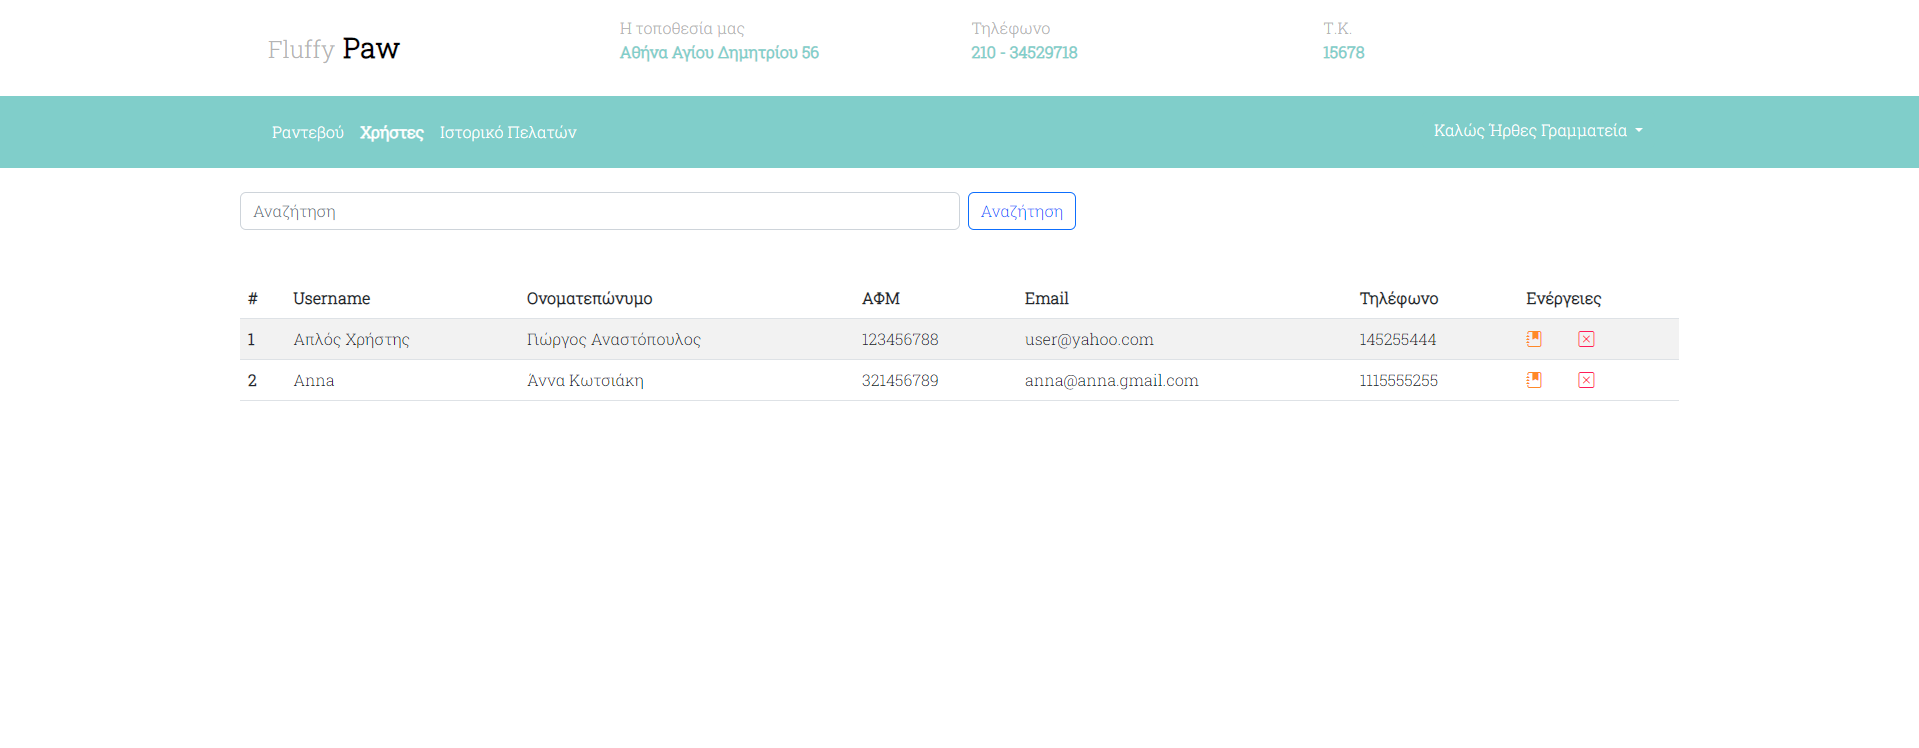 Fluffy Paw
Η τοποθεσία μας
Αθήνα Αγίου Δημητρίου 56
Τηλέφωνο
210 - 34529718
Τ.Κ.
15678
Ραντεβού Χρήστες Ιστορικό Πελατών
Καλώς Ήρθες Γραμματεία
Αναζήτηση Αναζήτηση
# Username Ονοματεπώνυμο ΑΦΜ Email Τηλέφωνο Ενέργειες
1 Απλός Χρήστης Γιώργος Αναστόπουλος 123456788 user@yahoo.com 145255444
2 Anna Άννα Κωτσιάκη 321456789 anna@anna.gmail.com 1115555255